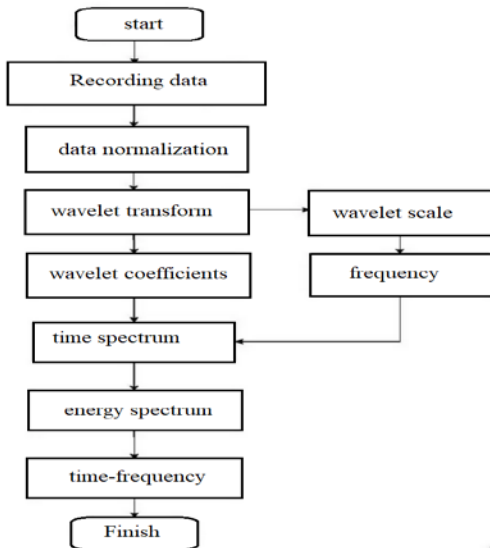 start
Recording data
data normalization
wavelet transform
wavelet scale
wavelet coefficients
frequency
time spectrum
energy spectrum
time-frequency
Finish